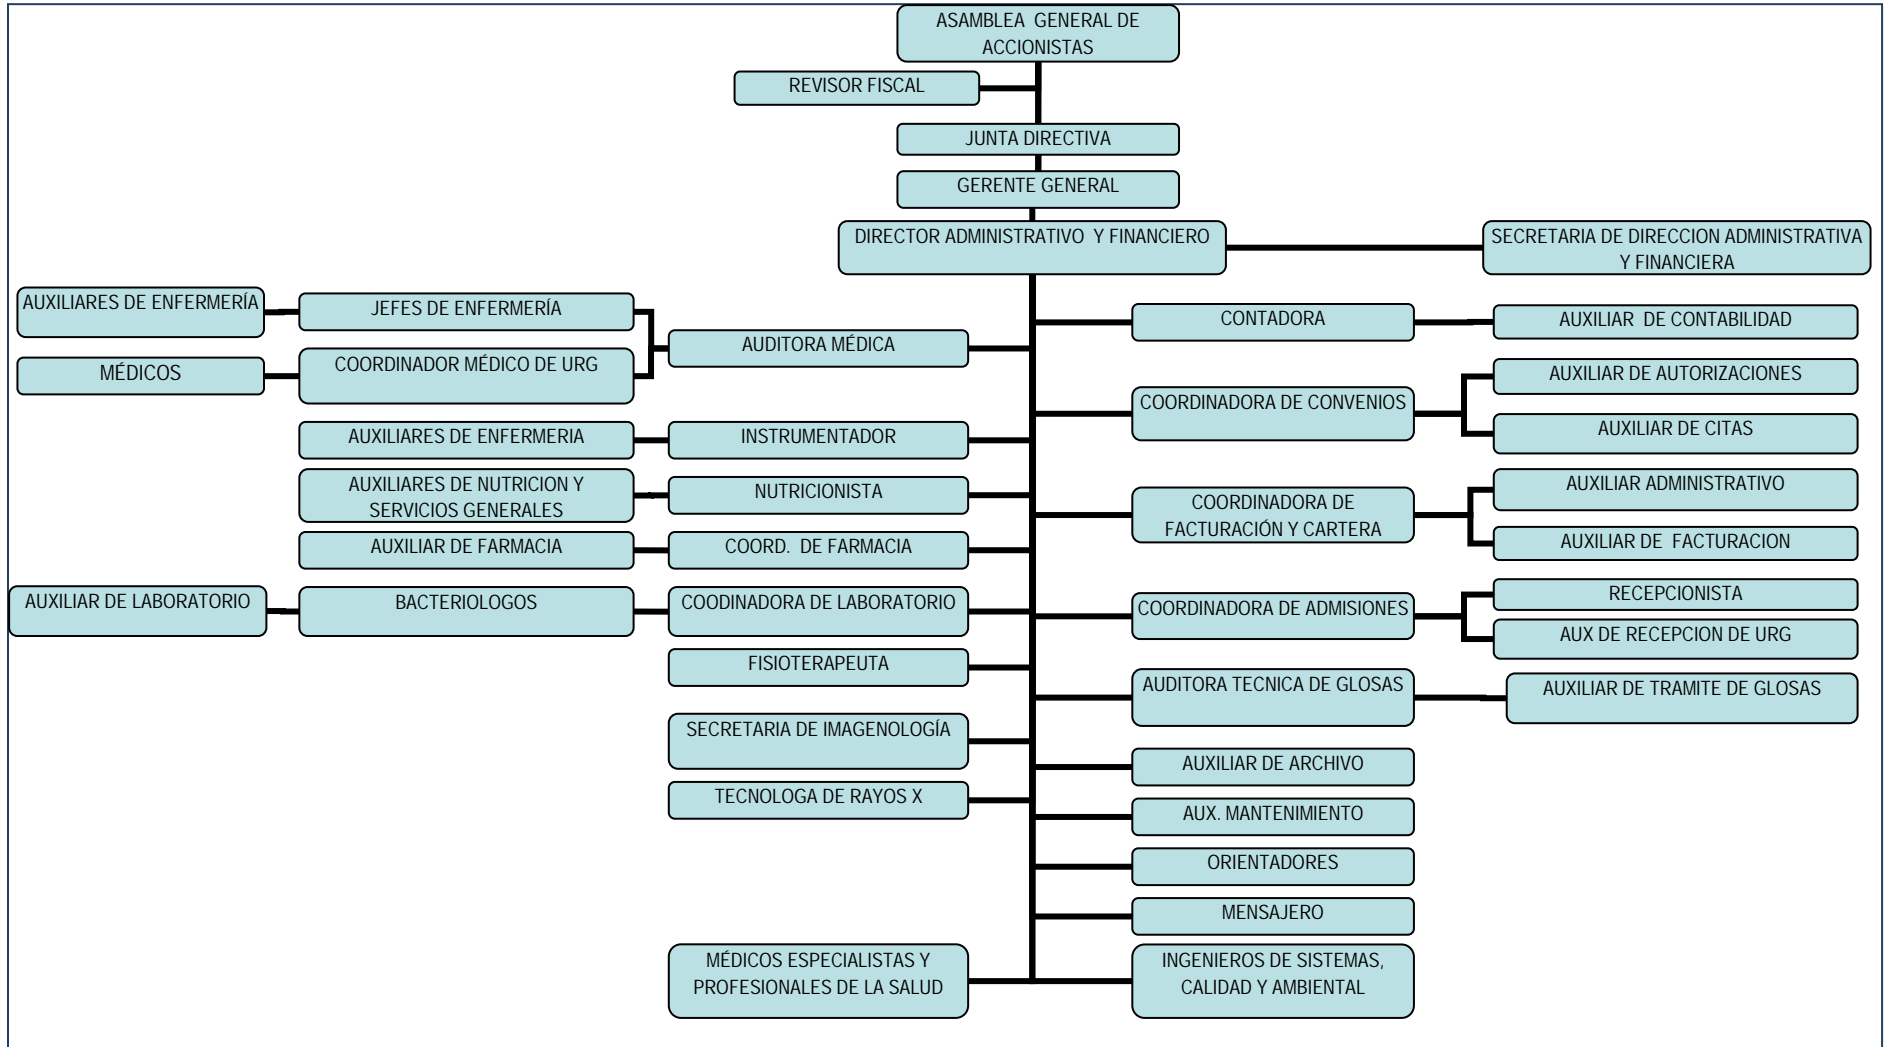 ASAMBLEA GENERAL DE
ACCIONISTAS
REVISOR FISCAL
JUNTA DIRECTIVA
GERENTE GENERAL
DIRECTOR ADMINISTRATIVO Y FINANCIERO
SECRETARIA DE DIRECCION ADMINISTRATIVA
Y FINANCIERA
AUXILIARES DE ENFERMERÍA
JEFES DE ENFERMERÍA
MÉDICOS
COORDINADOR MÉDICO DE URG
AUDITORA MÉDICA
AUXILIARES DE ENFERMERIA
INSTRUMENTADOR
AUXILIARES DE NUTRICION Y
SERVICIOS GENERALES
NUTRICIONISTA
AUXILIAR DE FARMACIA
COORD. DE FARMACIA
AUXILIAR DE LABORATORIO
BACTERIOLOGOS
COODINADORA DE LABORATORIO
FISIOTERAPEUTA
SECRETARIA DE IMAGENOLOGÍA
TECNOLOGA DE RAYOS X
MÉDICOS ESPECIALISTAS Y
PROFESIONALES DE LA SALUD
CONTADORA
AUXILIAR DE CONTABILIDAD
COORDINADORA DE CONVENIOS
AUXILIAR DE AUTORIZACIONES
AUXILIAR DE CITAS
COORDINADORA DE
FACTURACIÓN Y CARTERA
AUXILIAR ADMINISTRATIVO
AUXILIAR DE FACTURACION
COORDINADORA DE ADMISIONES
RECEPCIONISTA
AUX DE RECEPCION DE URG
AUDITORA TECNICA DE GLOSAS
AUXILIAR DE TRAMITE DE GLOSAS
AUXILIAR DE ARCHIVO
AUX. MANTENIMIENTO
ORIENTADORES
MENSAJERO
INGENIEROS DE SISTEMAS,
CALIDAD Y AMBIENTAL